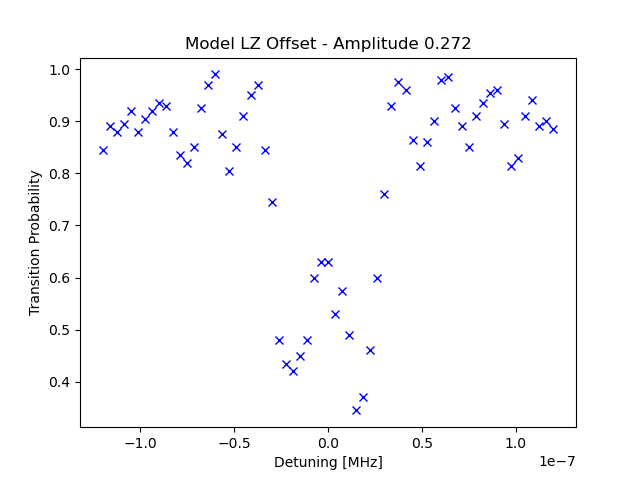 Model LZ Offset - Amplitude 0.272
Transition Probability
1.0
0.9
0.8
0.7
0.6
0.5
0.4
−1.0 −0.5 0.0 0.5 1.0
1e−7
Detuning [MHz]